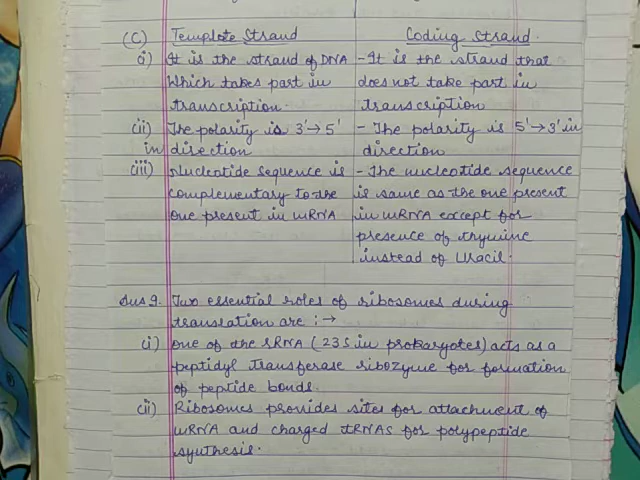 (C) Template Strand Coding Strand.
i) It is the strand of DNA - It is the strand that
which takes part in does not take part in
transcription. transcription
(ii) The polarity is 3'→5' - The polarity is 5'→3' in
in direction direction
(iii) Nucleotide sequence is - The nucleotide sequence
complementary to the is same as the one present
one present in mRNA in mRNA except for
presence of thymine
instead of Uracil.
Ans 9. Two essential roles of ribosomes during
translation are :→
(i) One of the rRNA (23S in prokaryotes) acts as a
peptidyl transferase ribozyme for formation
of peptide bonds.
(ii) Ribosomes provides sites for attachment of
mRNA and charged tRNAs for polypeptide
synthesis.